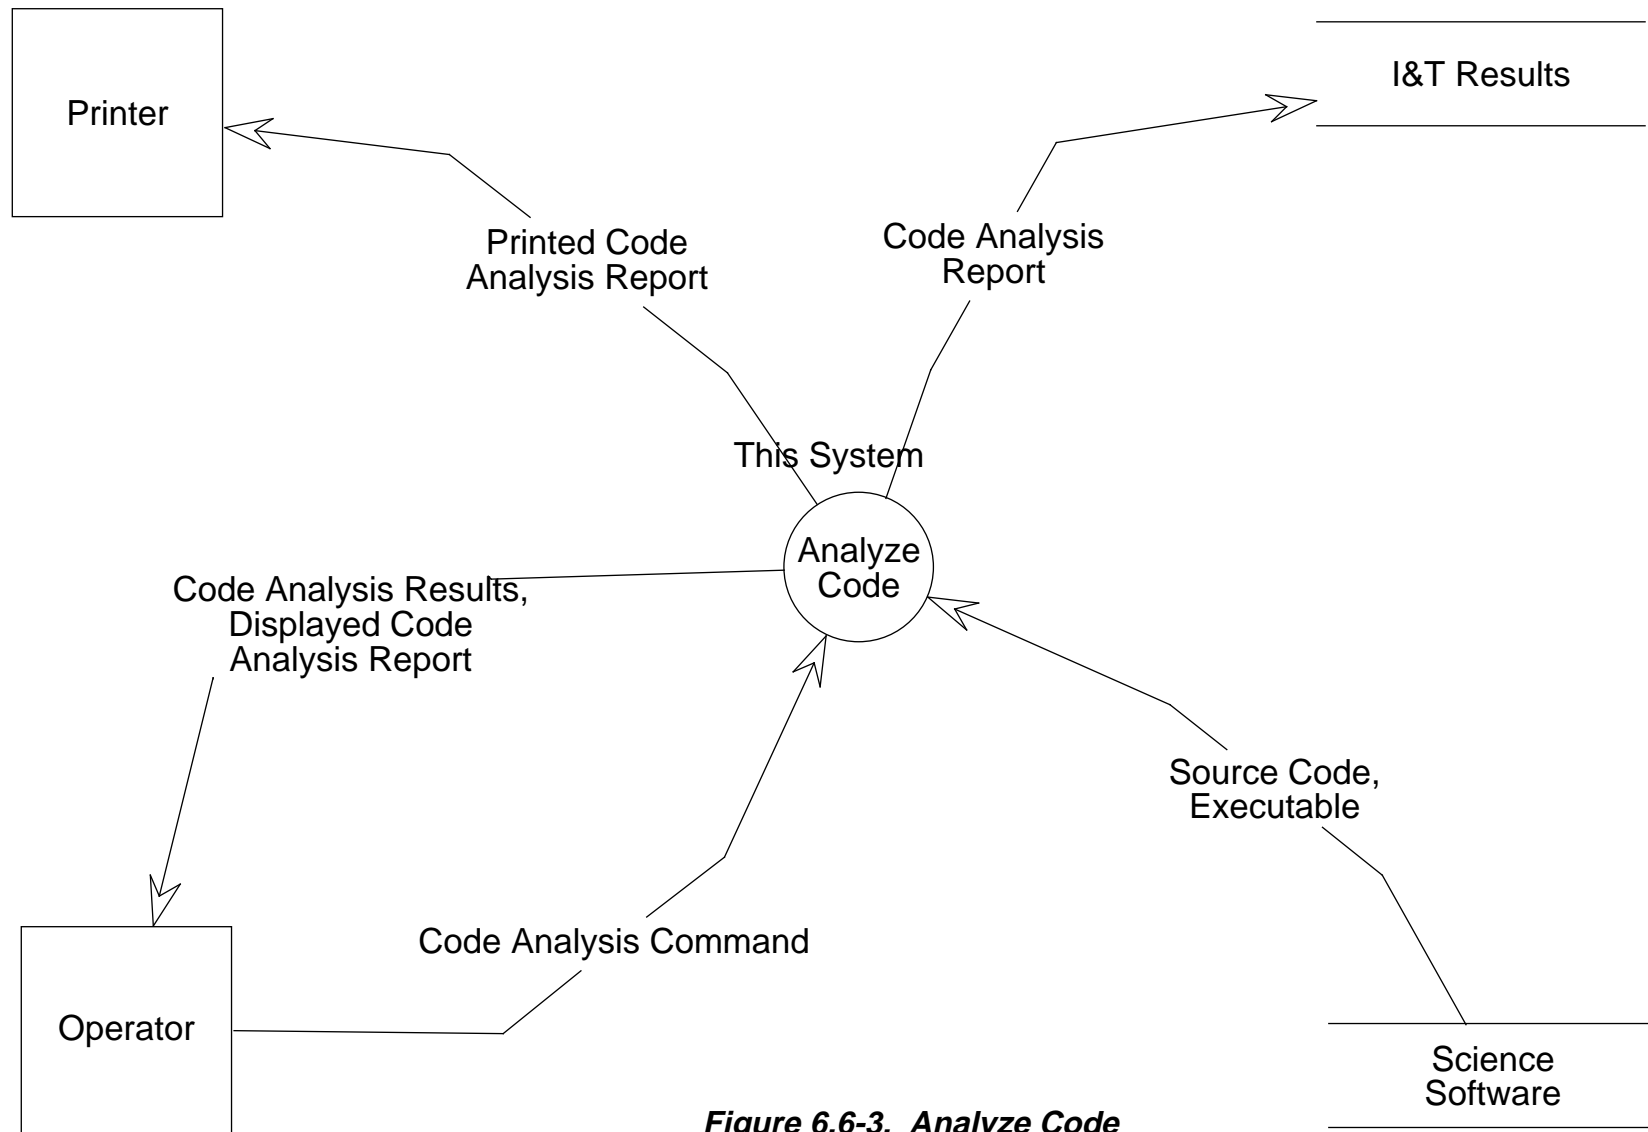 Printer
I&T Results
Printed Code
Analysis Report
Code Analysis
Report
This System
Analyze
Code
Code Analysis Results,
Displayed Code
Analysis Report
Source Code,
Executable
Code Analysis Command
Operator
Science
Software
Figure 6.6-3. Analyze Code